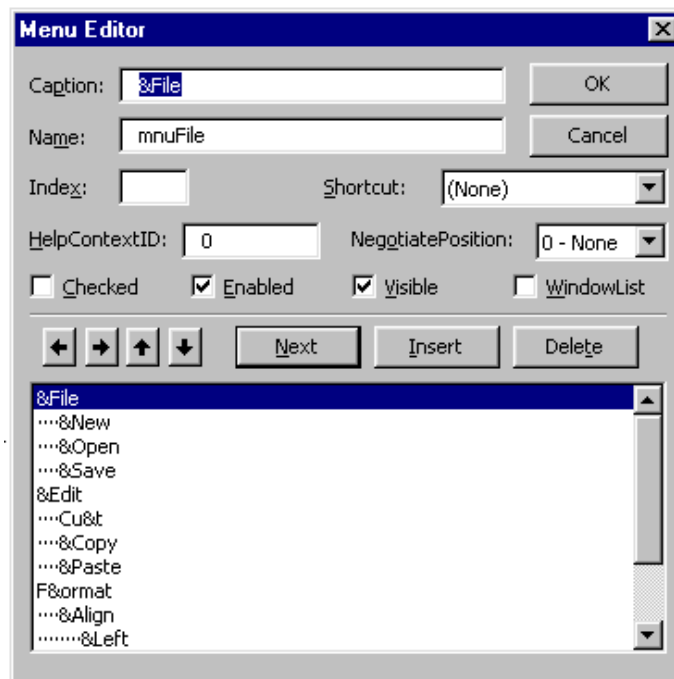 Menu Editor
Caption: &File OK
Name: mnuFile Cancel
Index: Shortcut: (None)
HelpContextID: 0 NegotiatePosition: 0 - None
Checked Enabled Visible WindowList
Next Insert Delete
&File
····&New
····&Open
····&Save
&Edit
····Cu&t
····&Copy
····&Paste
F&ormat
····&Align
········&Left